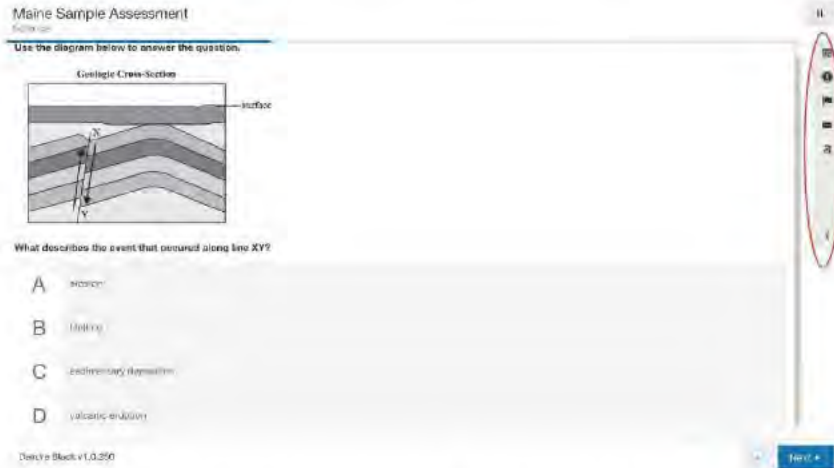 Maine Sample Assessment
Use the diagram below to answer the question.
Geologic Cross-Section
surface
X
Y
What describes the event that occurred along line XY?
A erosion
B
C sedimentary deposition
D volcanic eruption
Next